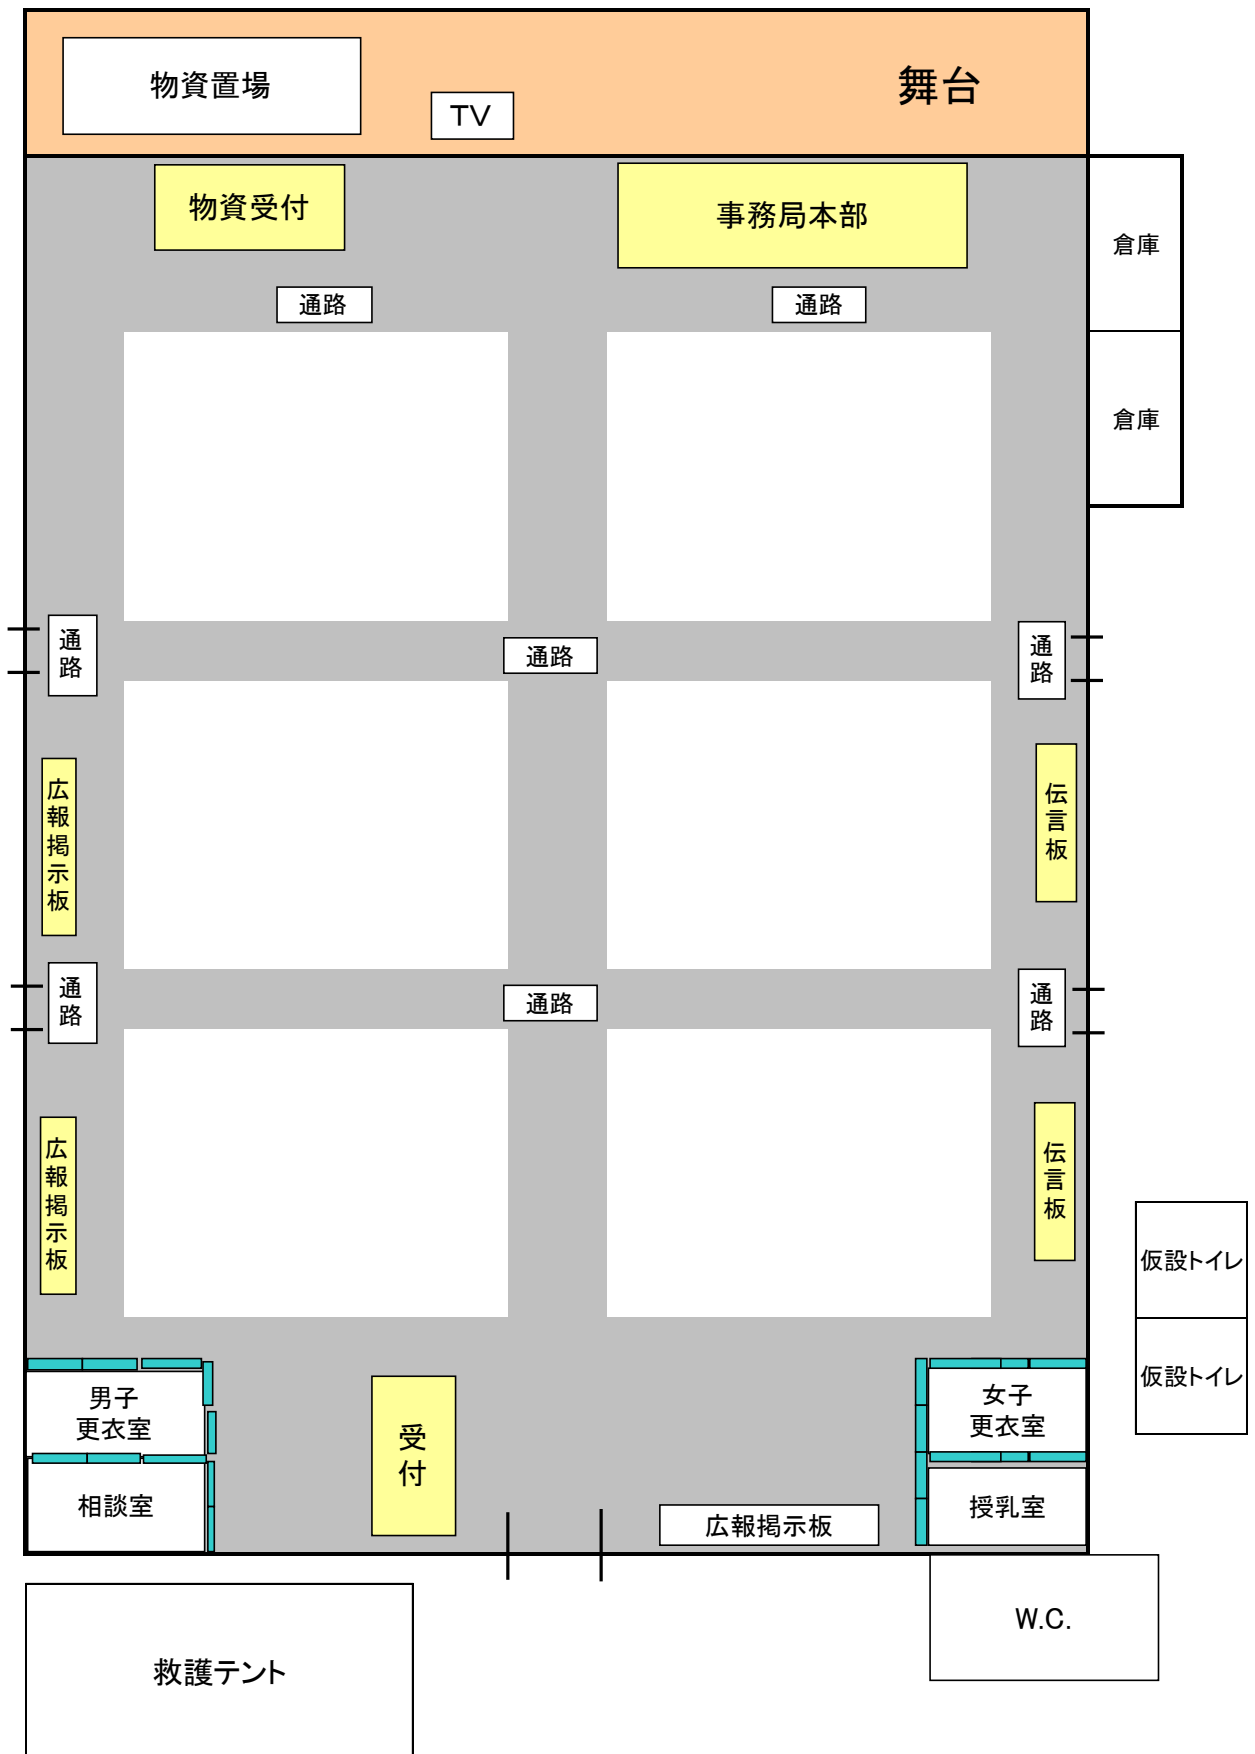 物資置場
舞台
TV
物資受付
事務局本部
倉庫
通路
通路
倉庫
通路
通路
通路
広報掲示板
伝言板
通路
通路
通路
広報掲示板
伝言板
仮設トイレ
仮設トイレ
男子
更衣室
受付
女子
更衣室
相談室
広報掲示板
授乳室
W.C.
救護テント